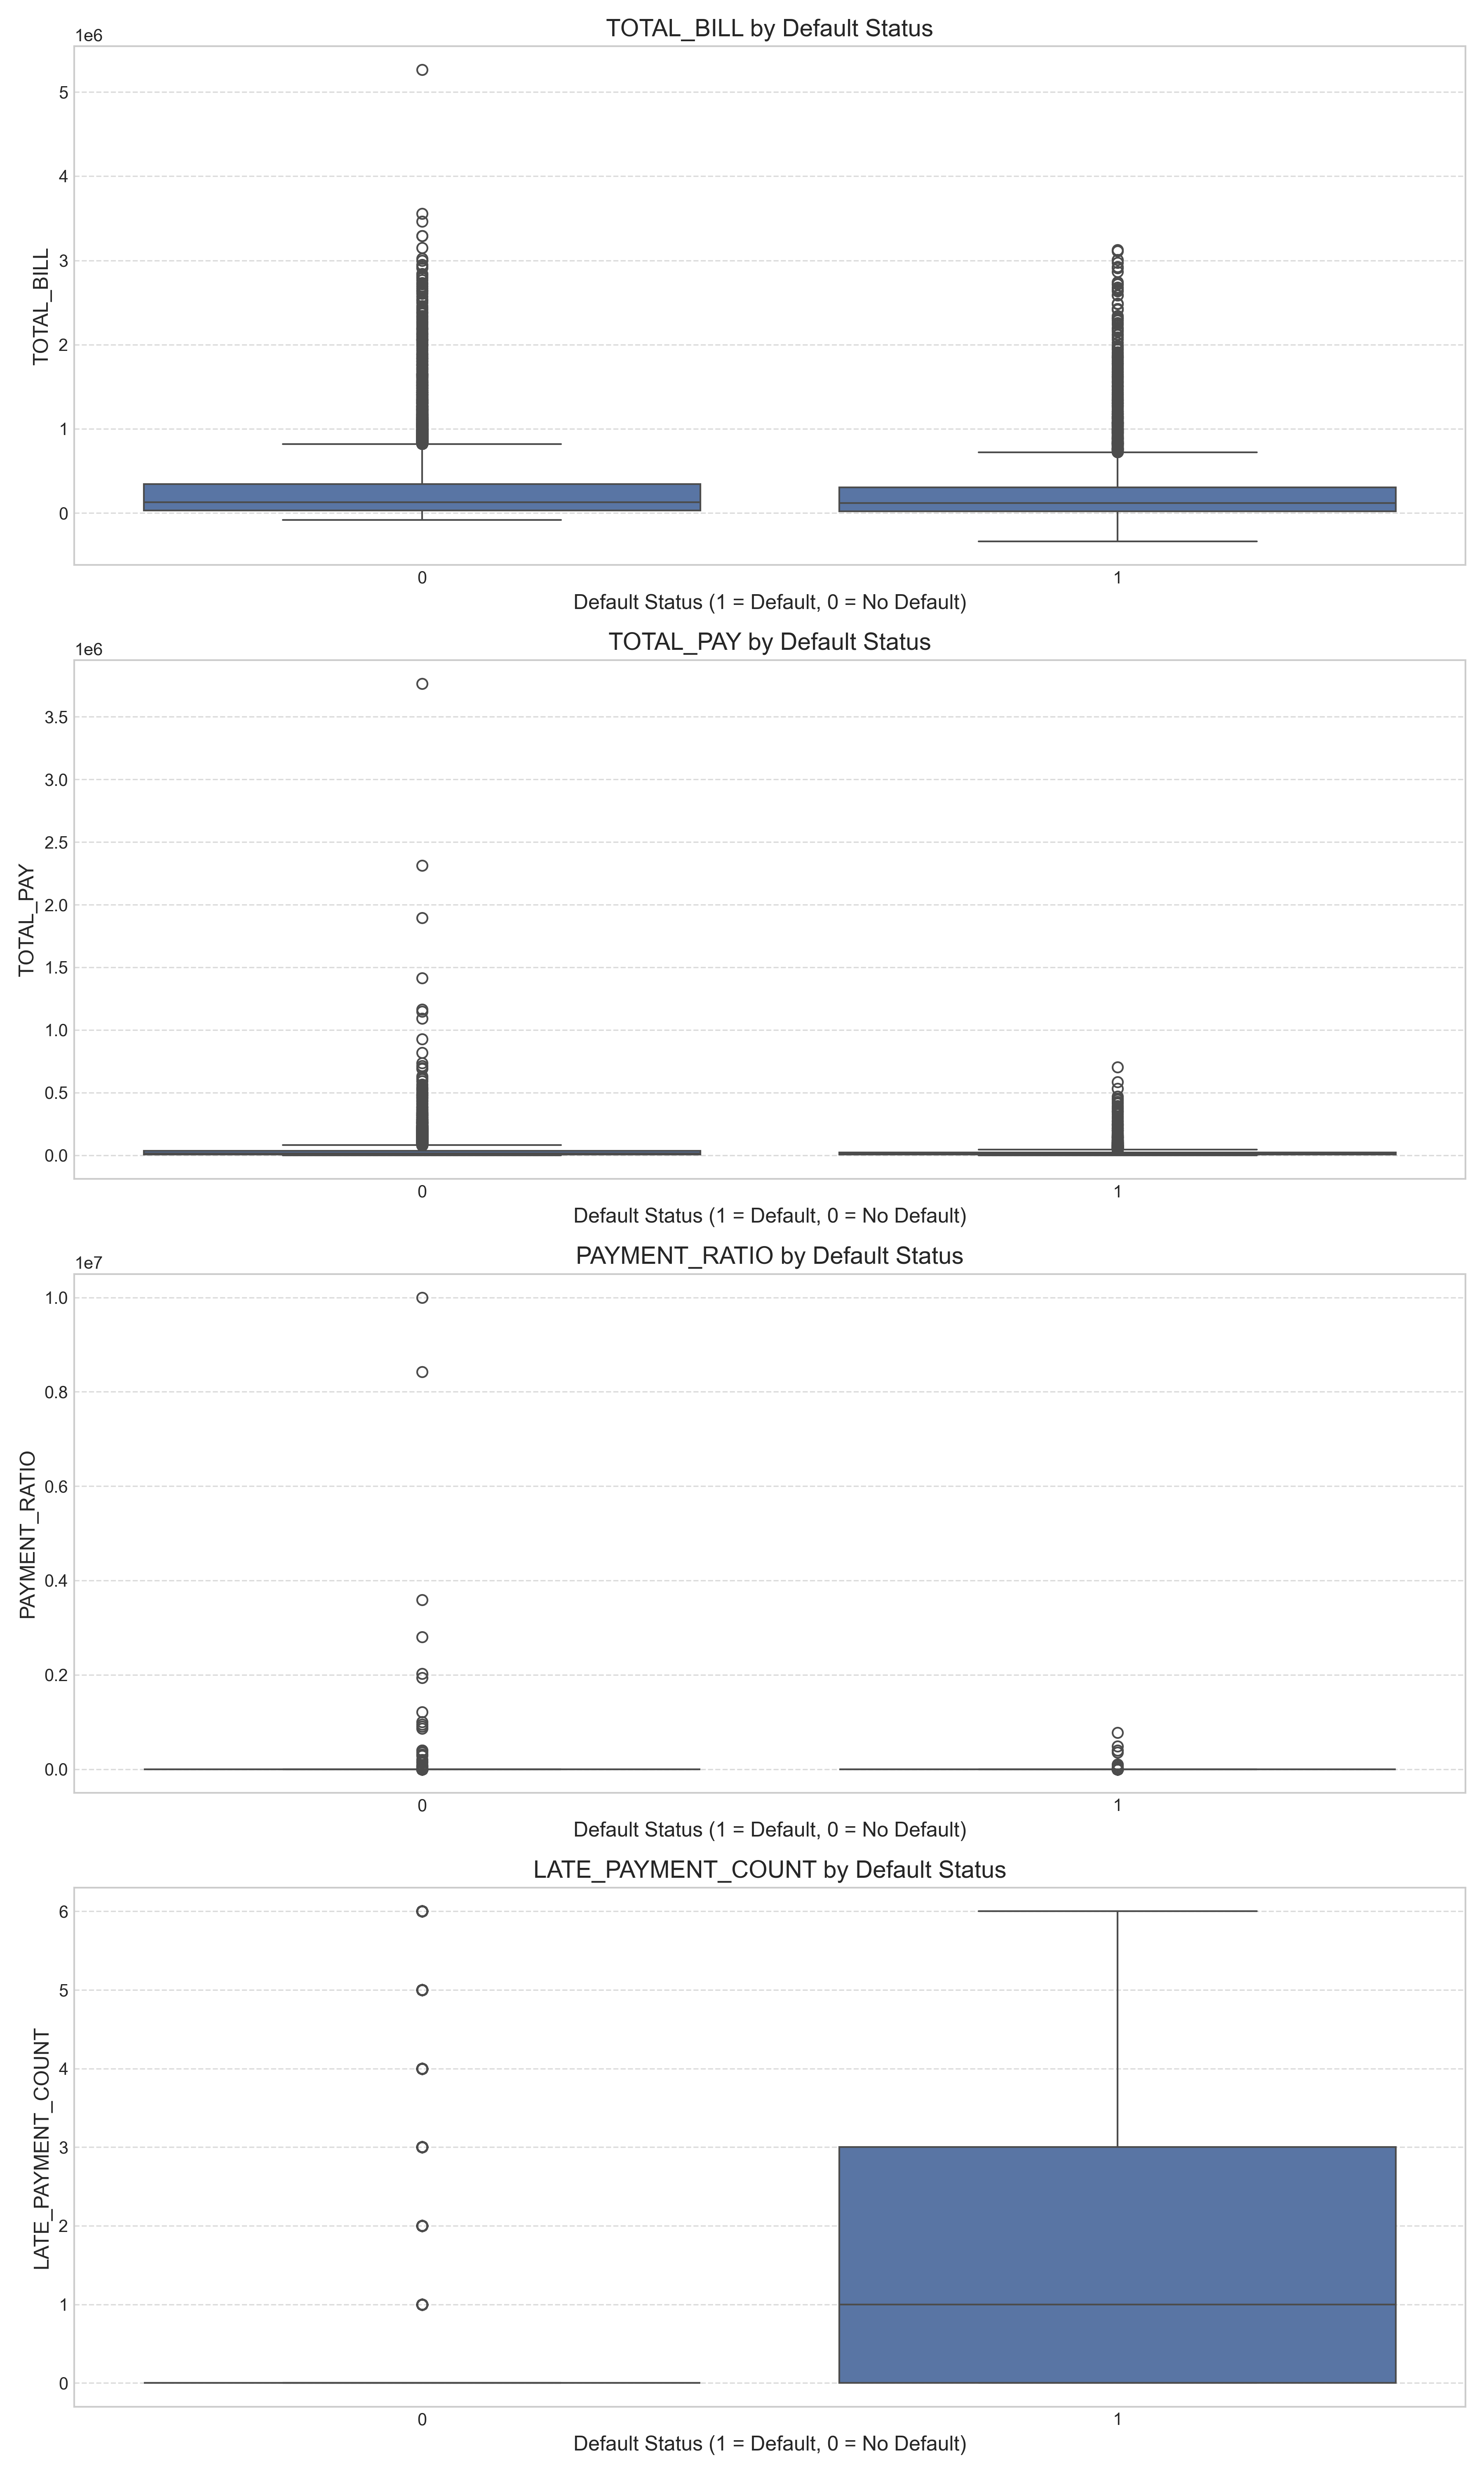 TOTAL_BILL by Default Status
1e6
5
4
3
2
1
0
TOTAL_BILL
0 1
Default Status (1 = Default, 0 = No Default)
TOTAL_PAY by Default Status
1e6
3.5
3.0
2.5
2.0
1.5
1.0
0.5
0.0
TOTAL_PAY
0 1
Default Status (1 = Default, 0 = No Default)
PAYMENT_RATIO by Default Status
1e7
1.0
0.8
0.6
0.4
0.2
0.0
PAYMENT_RATIO
0 1
Default Status (1 = Default, 0 = No Default)
LATE_PAYMENT_COUNT by Default Status
6
5
4
3
2
1
0
LATE_PAYMENT_COUNT
0 1
Default Status (1 = Default, 0 = No Default)